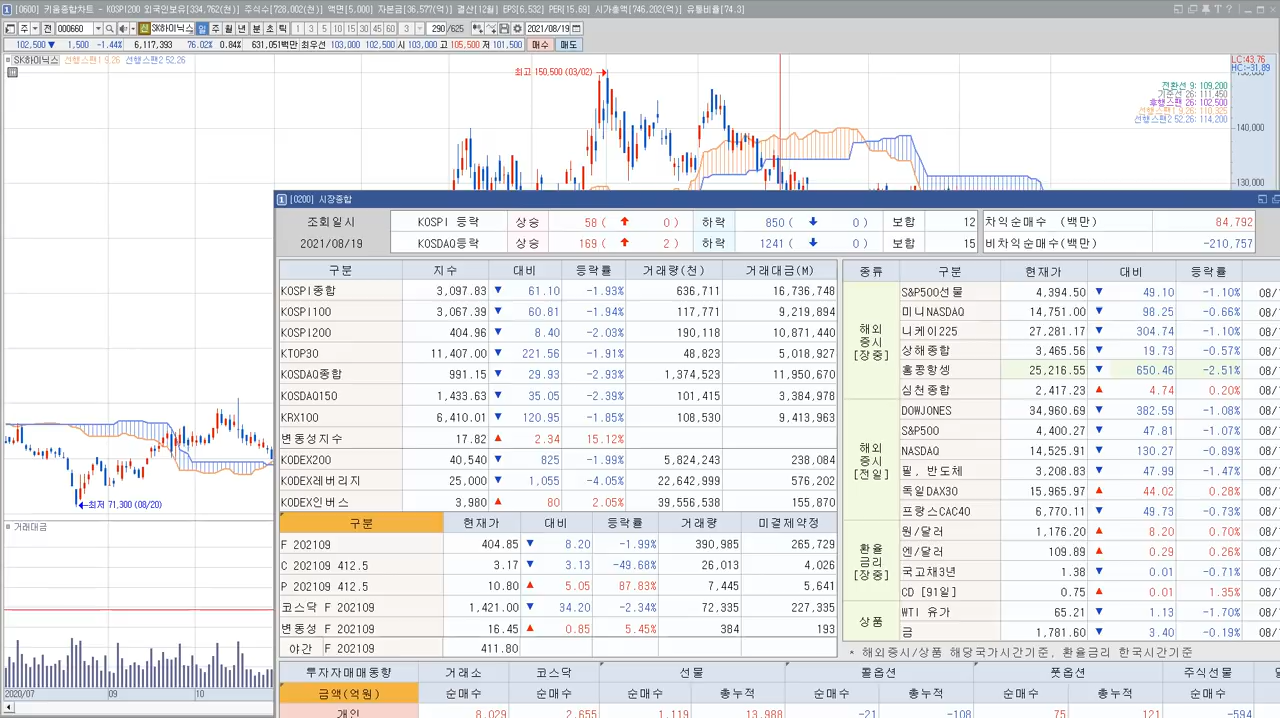 [0600] 키움종합차트 - KOSPI200 외국인보유[334,762(천)] 주식수[728,002(천)] 액면[5,000] 자본금[36,577(억)] 결산[12월] EPS[6,532] PER[15.69] 시가총액[746,202(억)] 유통비율[74.3]
주 전 000660 SK하이닉스 일 주 월 년 분 초 틱 1 3 5 10 15 30 45 60 3 290 /625 2021/08/19
102,500 ▼ 1,500 -1.44% 6,117,393 76.02% 0.84% 631,051백만 최우선 103,000 102,500 시 103,000 고 105,500 저 101,500 매수 매도
SK하이닉스 선행스팬1 9.26 선행스팬2 52.26
LC:43.76
HC:-31.89
최고 150,500 (03/02)
전환선 9: 109,200
기준선 26: 111,450
후행스팬 26: 102,500
선행스팬1 9.26: 110,325
선행스팬2 52.26: 114,200
140,000
130,000
최저 71,300 (08/20)
거래대금
2020/07 09 10
[0200] 시장종합
조회일시 KOSPI 등락 상승 58 ( ↑ 0 ) 하락 850 ( ↓ 0 ) 보합 12 차익순매수 (백만) 84,792
2021/08/19 KOSDAQ등락 상승 169 ( ↑ 2 ) 하락 1241 ( ↓ 0 ) 보합 15 비차익순매수(백만) -210,757
구분 지수 대비 등락률 거래량(천) 거래대금(M)
KOSPI종합 3,097.83 ▼ 61.10 -1.93% 636,711 16,736,748
KOSPI100 3,067.39 ▼ 60.81 -1.94% 117,771 9,219,894
KOSPI200 404.96 ▼ 8.40 -2.03% 190,118 10,871,440
KTOP30 11,407.00 ▼ 221.56 -1.91% 48,823 5,018,927
KOSDAQ종합 991.15 ▼ 29.93 -2.93% 1,374,523 11,950,670
KOSDAQ150 1,433.63 ▼ 35.05 -2.39% 101,415 3,384,978
KRX100 6,410.01 ▼ 120.95 -1.85% 108,530 9,413,963
변동성지수 17.82 ▲ 2.34 15.12%
KODEX200 40,540 ▼ 825 -1.99% 5,824,243 238,084
KODEX레버리지 25,000 ▼ 1,055 -4.05% 22,642,999 576,202
KODEX인버스 3,980 ▲ 80 2.05% 39,556,538 155,870
구분 현재가 대비 등락률 거래량 미결제약정
F 202109 404.85 ▼ 8.20 -1.99% 390,985 265,729
C 202109 412.5 3.17 ▼ 3.13 -49.68% 26,013 4,026
P 202109 412.5 10.80 ▲ 5.05 87.83% 7,445 5,641
코스닥 F 202109 1,421.00 ▼ 34.20 -2.34% 72,335 227,335
변동성 F 202109 16.45 ▲ 0.85 5.45% 384 193
야간 F 202109 411.80
종류 구분 현재가 대비 등락률
해외 증시 [장중]
S&P500선물 4,394.50 ▼ 49.10 -1.10% 08/
미니NASDAQ 14,751.00 ▼ 98.25 -0.66% 08/
니케이225 27,281.17 ▼ 304.74 -1.10% 08/
상해종합 3,465.56 ▼ 19.73 -0.57% 08/
홍콩항셍 25,216.55 ▼ 650.46 -2.51% 08/
심천종합 2,417.23 ▲ 4.74 0.20% 08/
해외 증시 [전일]
DOWJONES 34,960.69 ▼ 382.59 -1.08% 08/
S&P500 4,400.27 ▼ 47.81 -1.07% 08/
NASDAQ 14,525.91 ▼ 130.27 -0.89% 08/
필. 반도체 3,208.83 ▼ 47.99 -1.47% 08/
독일DAX30 15,965.97 ▲ 44.02 0.28% 08/
프랑스CAC40 6,770.11 ▼ 49.73 -0.73% 08/
환율 금리 [장중]
원/달러 1,176.20 ▲ 8.20 0.70% 08/
엔/달러 109.89 ▲ 0.29 0.26% 08/
국고채3년 1.38 ▼ 0.01 -0.71% 08/
CD [91일] 0.75 ▲ 0.01 1.35% 08/
상품
WTI 유가 65.21 ▼ 1.13 -1.70% 08/
금 1,781.60 ▼ 3.40 -0.19% 08/
* 해외증시/상품 해당국가시간기준, 환율금리 한국시간기준
투자자매매동향 거래소 코스닥 선물 콜옵션 풋옵션 주식선물
금액(억원) 순매수 순매수 순매수 총누적 순매수 총누적 순매수 총누적 순매수
개인 8,029 2,655 1,119 13,988 -21 -108 75 121 -594